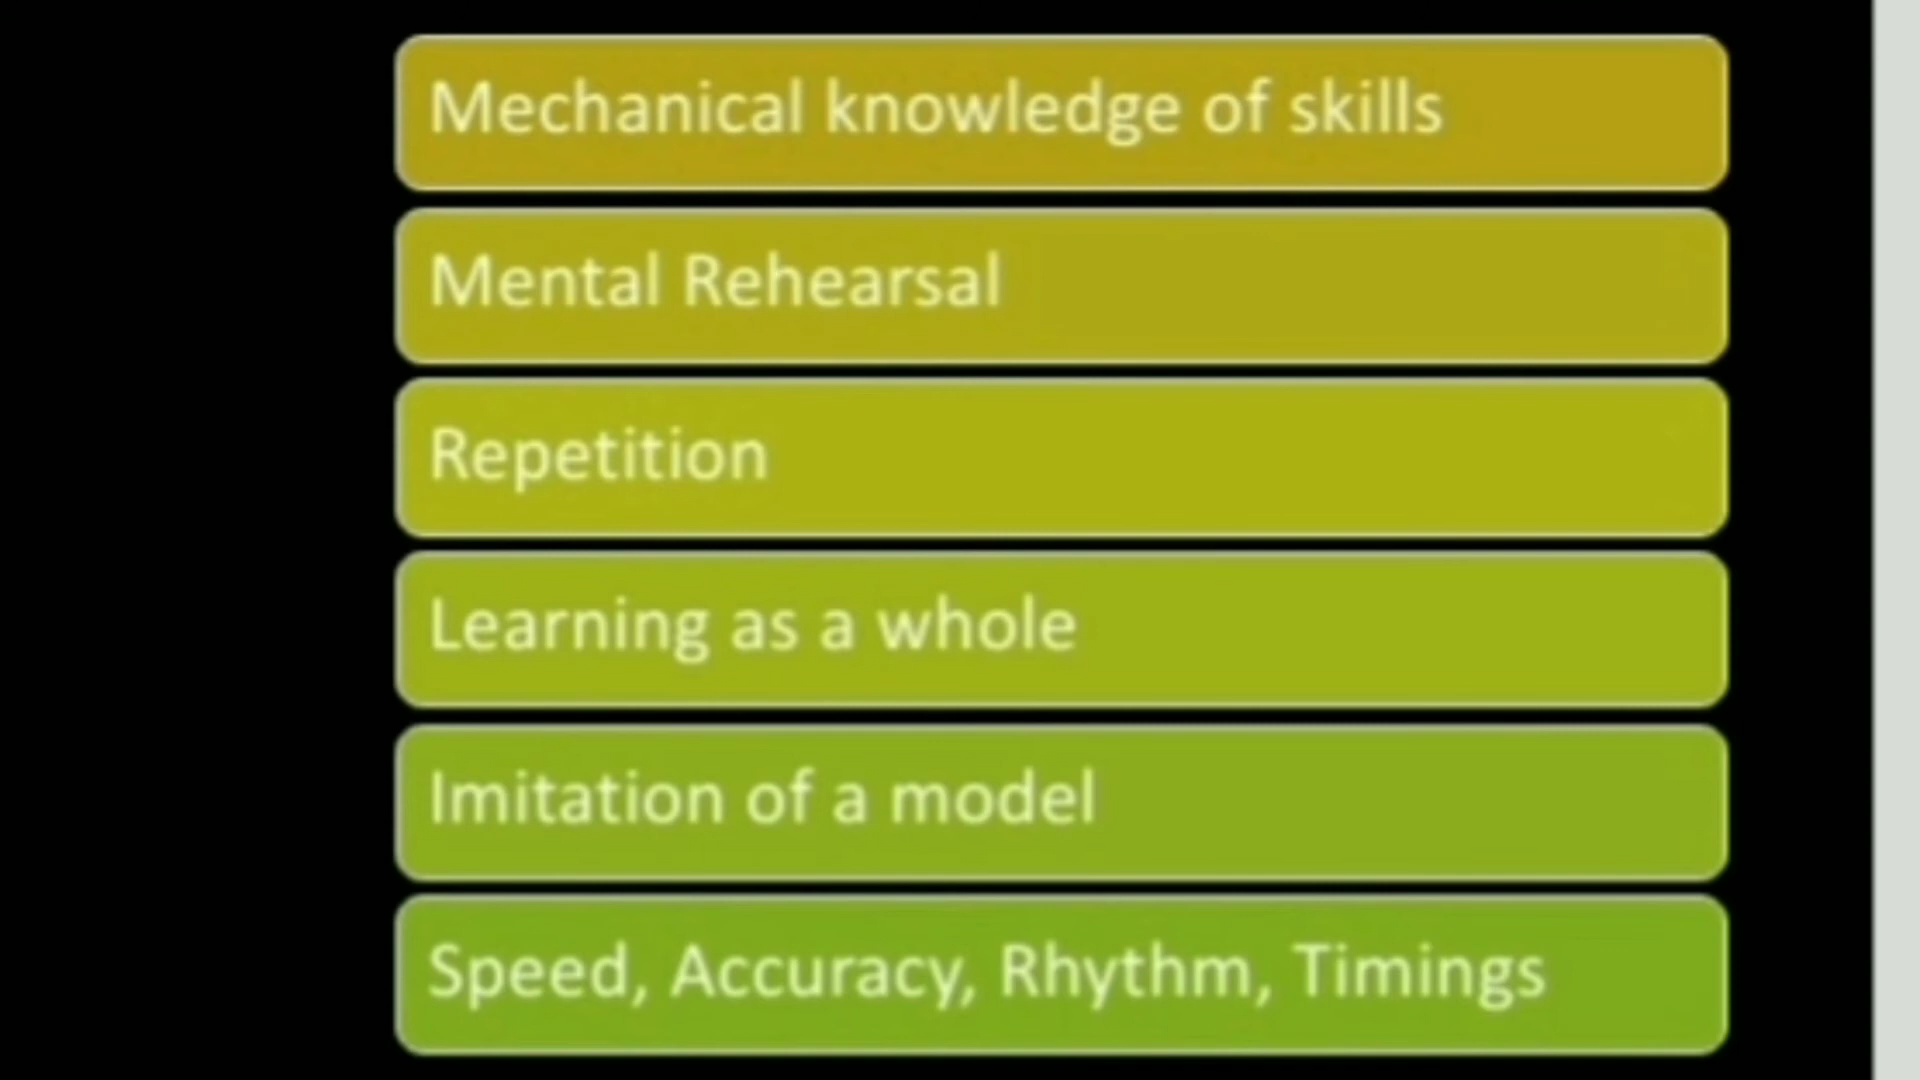 Mechanical knowledge of skills
Mental Rehearsal
Repetition
Learning as a whole
Imitation of a model
Speed, Accuracy, Rhythm, Timings